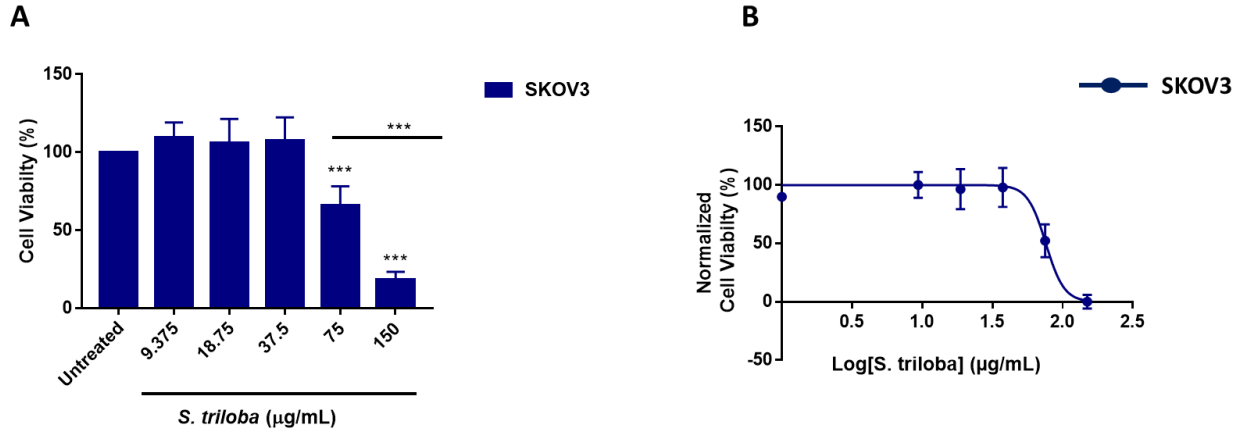 A
150
100
50
0
Cell Viabilty (%)
SKOV3
***
***
***
Untreated
9.375
18.75
37.5
75
150
S. triloba (μg/mL)
B
SKOV3
150
100
50
0
-50
Normalized
Cell Viabilty (%)
0.5
1.0
1.5
2.0
2.5
Log[S. triloba] (μg/mL)